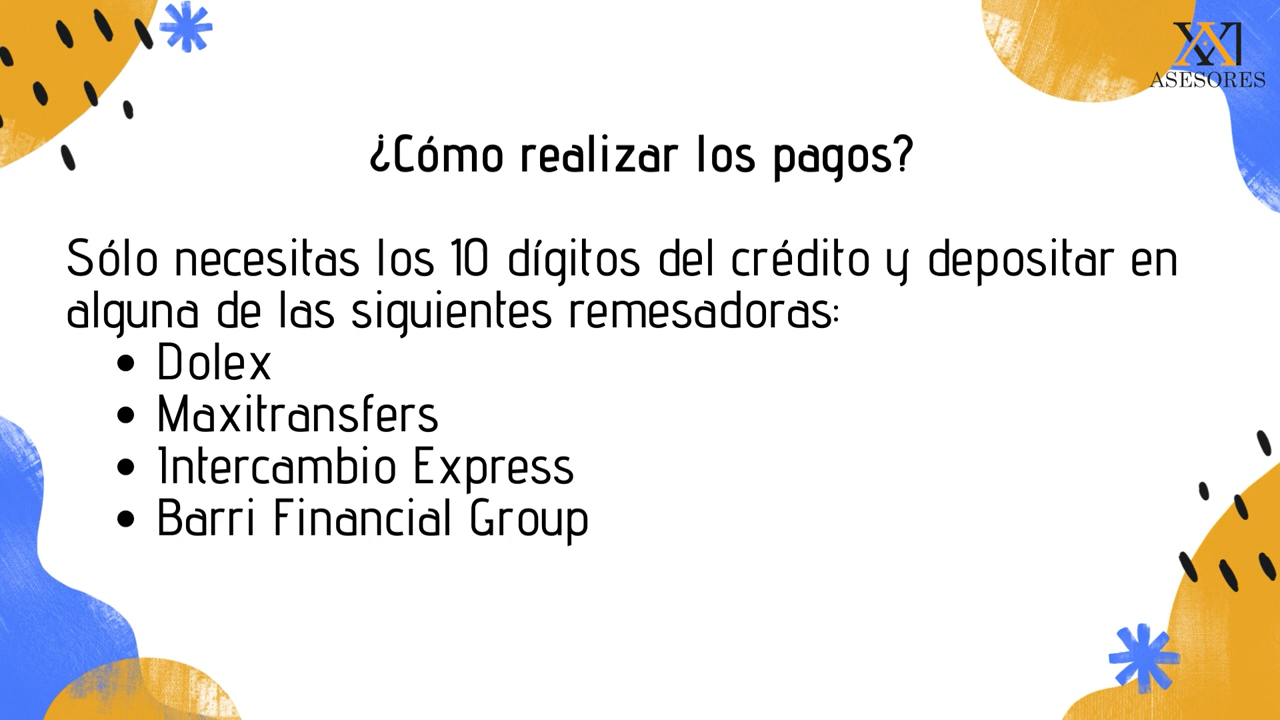 ASESORES
¿Cómo realizar los pagos?
Sólo necesitas los 10 dígitos del crédito y depositar en
alguna de las siguientes remesadoras:
• Dolex
• Maxitransfers
• Intercambio Express
• Barri Financial Group